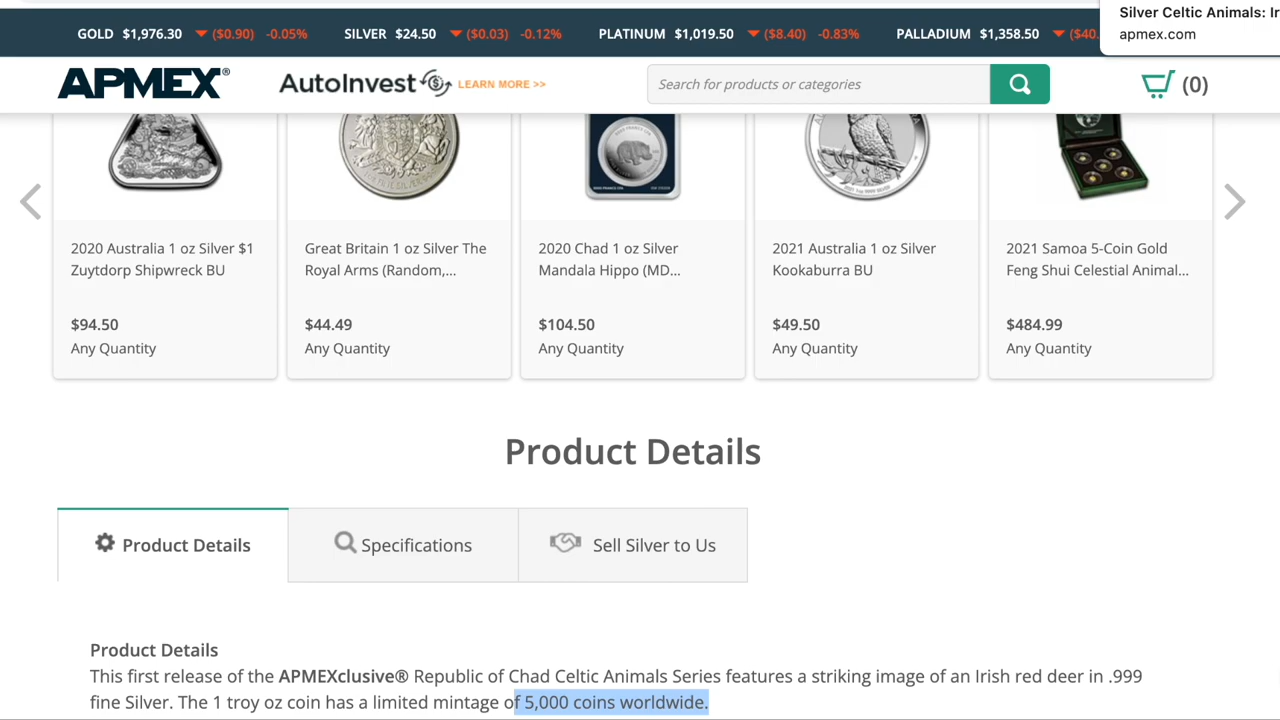 Silver Celtic Animals: Ir
apmex.com
GOLD $1,976.30 ▼ ($0.90) -0.05% SILVER $24.50 ▼ ($0.03) -0.12% PLATINUM $1,019.50 ▼ ($8.40) -0.83% PALLADIUM $1,358.50 ▼ ($40.
APMEX® AutoInvest LEARN MORE >> Search for products or categories (0)
2020 Australia 1 oz Silver $1
Zuytdorp Shipwreck BU
$94.50
Any Quantity
Great Britain 1 oz Silver The
Royal Arms (Random,...
$44.49
Any Quantity
2020 Chad 1 oz Silver
Mandala Hippo (MD...
$104.50
Any Quantity
2021 Australia 1 oz Silver
Kookaburra BU
$49.50
Any Quantity
2021 Samoa 5-Coin Gold
Feng Shui Celestial Animal...
$484.99
Any Quantity
Product Details
Product Details Specifications Sell Silver to Us
Product Details
This first release of the APMEXclusive® Republic of Chad Celtic Animals Series features a striking image of an Irish red deer in .999
fine Silver. The 1 troy oz coin has a limited mintage of 5,000 coins worldwide.